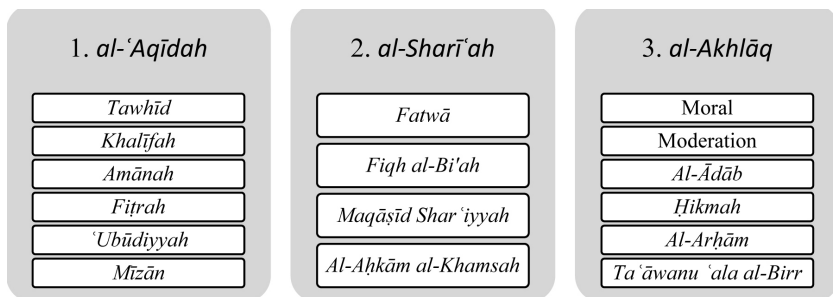 1. al-ʿAqīdah
Tawhīd
Khalīfah
Amānah
Fiṭrah
ʿUbūdiyyah
Mīzān
2. al-Sharīʿah
Fatwā
Fiqh al-Bi'ah
Maqāṣīd Sharʿiyyah
Al-Aḥkām al-Khamsah
3. al-Akhlāq
Moral
Moderation
Al-Ādāb
Ḥikmah
Al-Arḥām
Taʿāwanu ʿala al-Birr